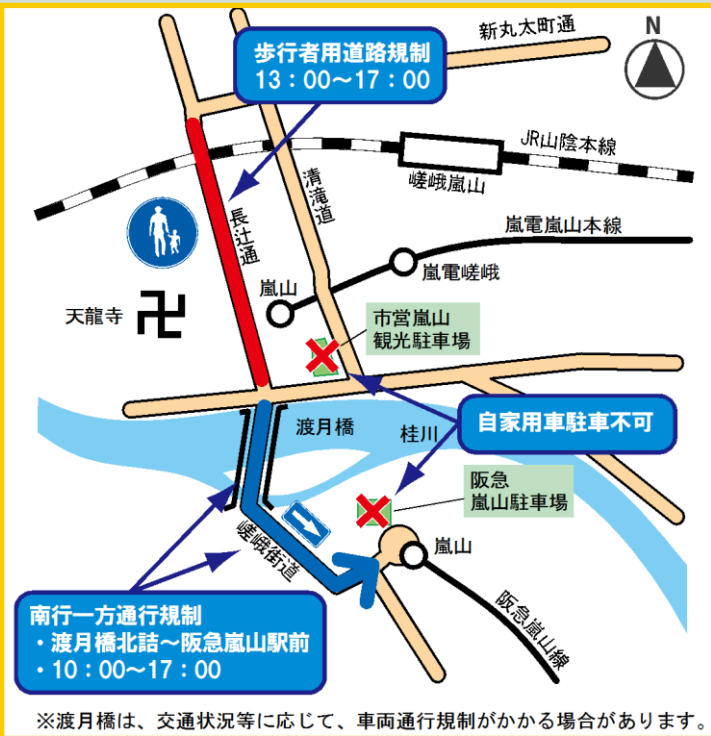 新丸太町通
N
歩行者用道路規制
13：00～17：00
JR山陰本線
嵯峨嵐山
清滝道
長辻通
嵐電嵐山本線
嵐電嵯峨
嵐山
天龍寺
卍
市営嵐山
観光駐車場
自家用車駐車不可
渡月橋
桂川
阪急
嵐山駐車場
嵯峨街道
嵐山
阪急嵐山線
南行一方通行規制
・渡月橋北詰～阪急嵐山駅前
・10：00～17：00
※渡月橋は、交通状況等に応じて、車両通行規制がかかる場合があります。